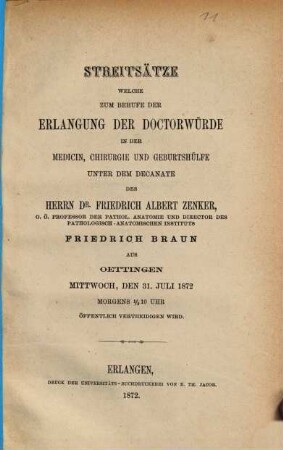 11
STREITSÄTZE
WELCHE
ZUM BEHUFE DER
ERLANGUNG DER DOCTORWÜRDE
IN DER
MEDICIN, CHIRURGIE UND GEBURTSHÜLFE
UNTER DEM DECANATE
DES
HERRN DR. FRIEDRICH ALBERT ZENKER,
O. Ö. PROFESSOR DER PATHOL. ANATOMIE UND DIRECTOR DES
PATHOLOGISCH-ANATOMISCHEN INSTITUTS
FRIEDRICH BRAUN
AUS
OETTINGEN
MITTWOCH, DEN 31. JULI 1872
MORGENS ½10 UHR
ÖFFENTLICH VERTHEIDIGEN WIRD.
ERLANGEN,
DRUCK DER UNIVERSITÄTS-BUCHDRUCKEREI VON E. TH. JACOB.
1872.